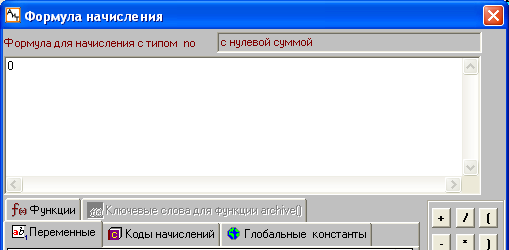 Формула начисления
Формула для начисления с типом по с нулевой суммой
0
Функции Ключевые слова для функции archive()
Переменные Коды начислений Глобальные константы
+ / (
- * )